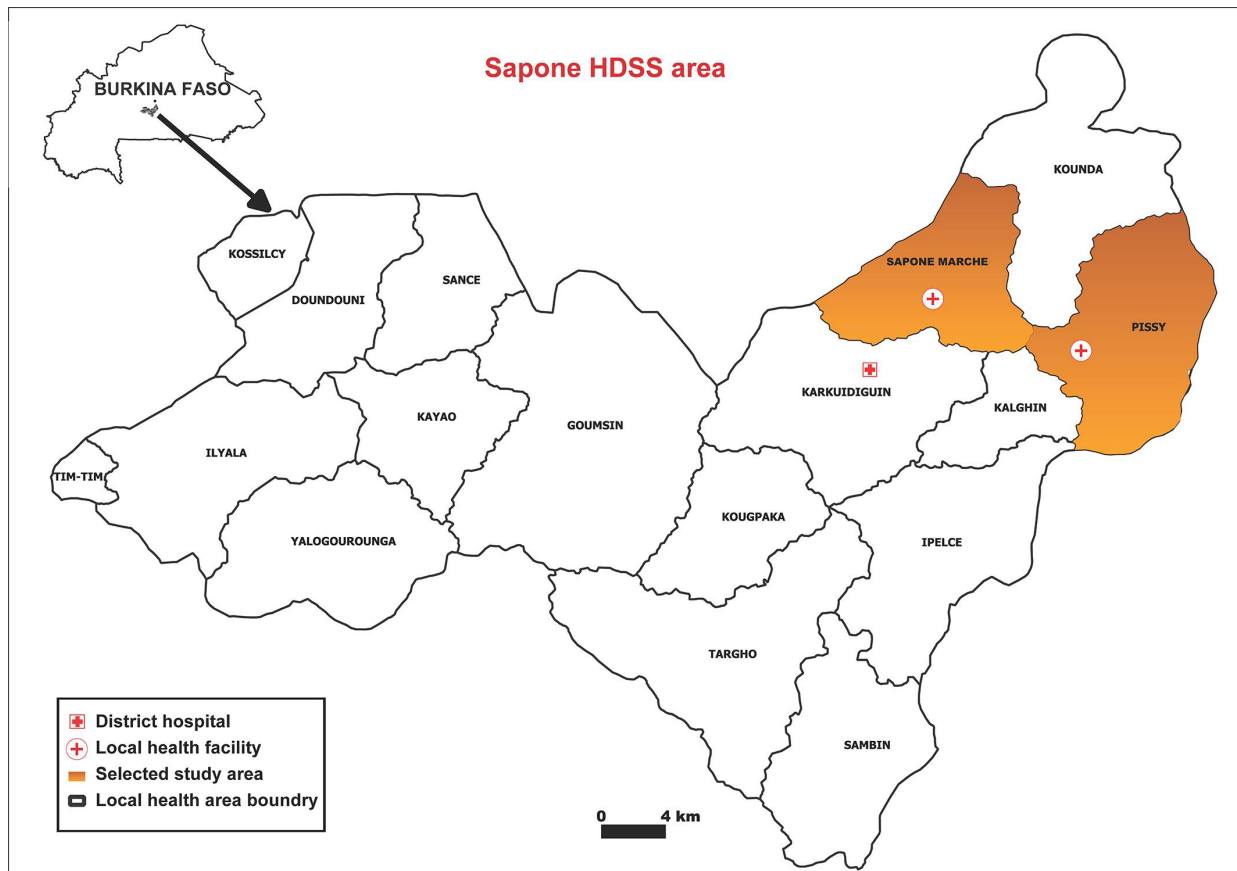 Sapone HDSS area
BURKINA FASO
KOUNDA
KOSSILCY
SAPONE MARCHE
DOUNDOUNI
SANCE
PISSY
KARKUIDIGUIN
KALGHIN
KAYAO
GOUMSIN
ILYALA
TIM-TIM
KOUGPAKA
YALOGOUROUNGA
IPELCE
TARGHO
SAMBIN
District hospital
Local health facility
Selected study area
Local health area boundry
0 4 km